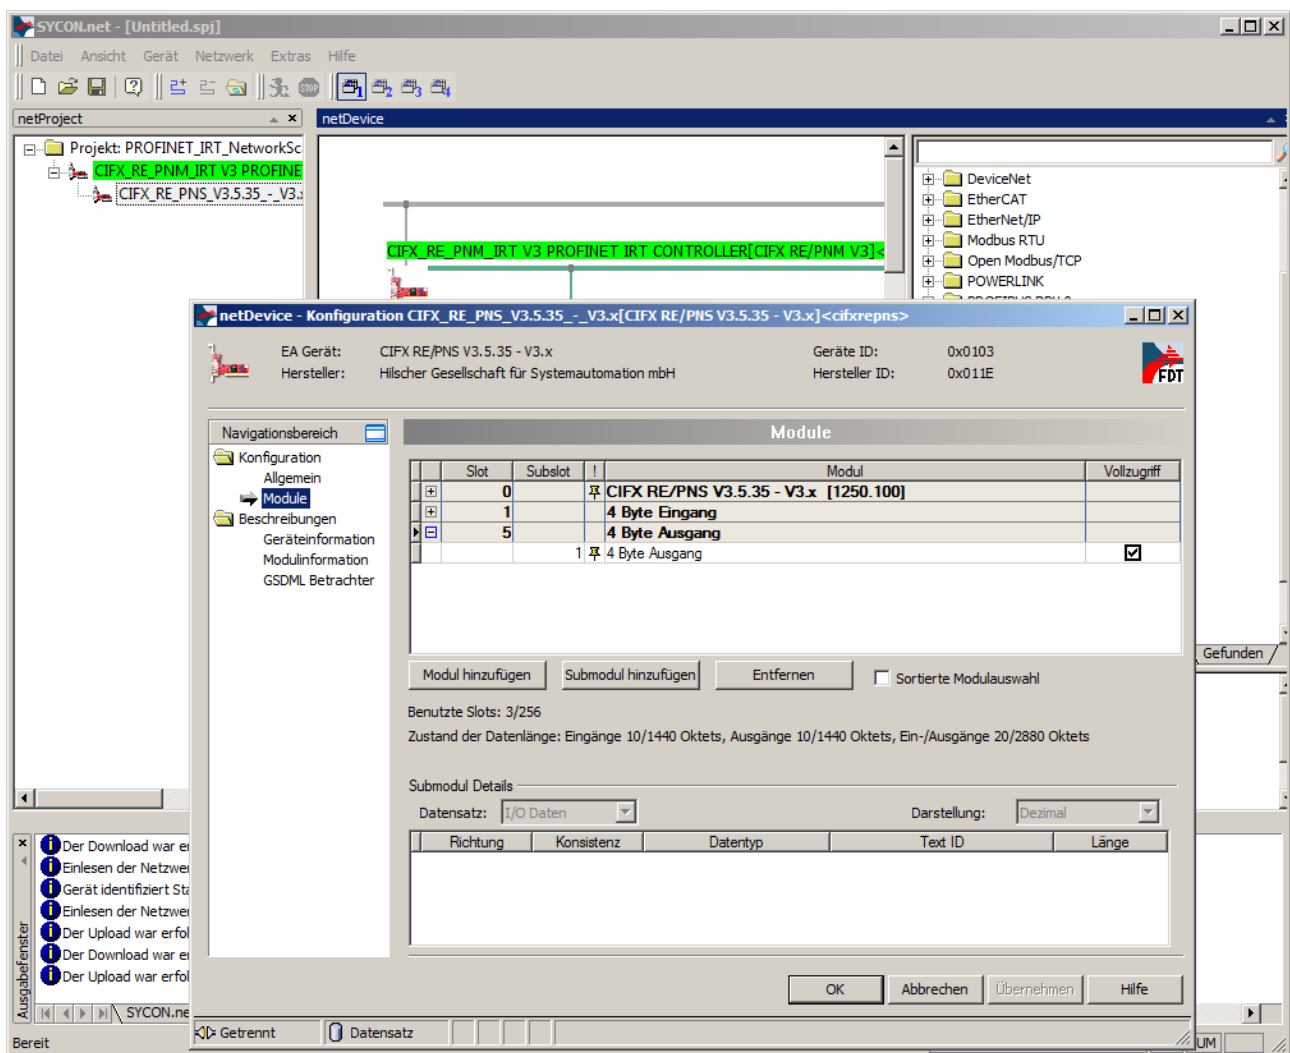 SYCON.net - [Untitled.spj]
Datei Ansicht Gerät Netzwerk Extras Hilfe
netProject
netDevice
Projekt: PROFINET_IRT_NetworkSc
CIFX_RE_PNM_IRT V3 PROFINE
CIFX_RE_PNS_V3.5.35_-_V3.x
CIFX_RE_PNM_IRT V3 PROFINET IRT CONTROLLER[CIFX RE/PNM V3]<
DeviceNet
EtherCAT
EtherNet/IP
Modbus RTU
Open Modbus/TCP
POWERLINK
netDevice - Konfiguration CIFX_RE_PNS_V3.5.35_-_V3.x[CIFX RE/PNS V3.5.35 - V3.x]<cifxrepns>
EA Gerät: CIFX RE/PNS V3.5.35 - V3.x Geräte ID: 0x0103
Hersteller: Hilscher Gesellschaft für Systemautomation mbH Hersteller ID: 0x011E
FDT
Navigationsbereich
Konfiguration
Allgemein
Module
Beschreibungen
Geräteinformation
Modulinformation
GSDML Betrachter
Module
Slot Subslot ! Modul Vollzugriff
0 CIFX RE/PNS V3.5.35 - V3.x [1250.100]
1 4 Byte Eingang
5 4 Byte Ausgang
1 4 Byte Ausgang
Modul hinzufügen Submodul hinzufügen Entfernen Sortierte Modulauswahl
Benutzte Slots: 3/256
Zustand der Datenlänge: Eingänge 10/1440 Oktets, Ausgänge 10/1440 Oktets, Ein-/Ausgänge 20/2880 Oktets
Submodul Details
Datensatz: I/O Daten Darstellung: Dezimal
Richtung Konsistenz Datentyp Text ID Länge
OK Abbrechen Übernehmen Hilfe
Getrennt Datensatz
Gefunden
Der Download war er
Einlesen der Netzwer
Gerät identifiziert Sta
Einlesen der Netzwer
Der Upload war erfol
Der Download war er
Der Upload war erfol
Ausgabefenster
SYCON.ne
Bereit
UM